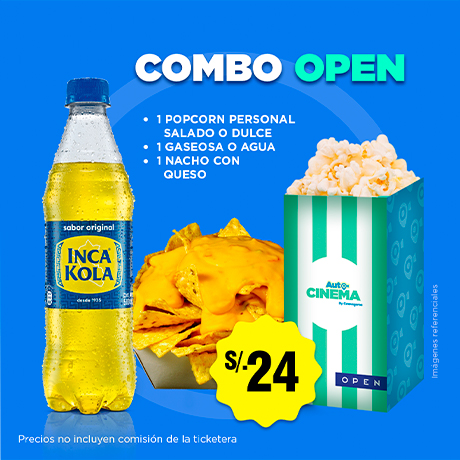 COMBO OPEN
• 1 POPCORN PERSONAL
SALADO O DULCE
• 1 GASEOSA O AGUA
• 1 NACHO CON
QUESO
sabor original
INCA
KOLA
desde 1935
Auto
CINEMA
OPEN
S/.24
Imágenes referenciales
Precios no incluyen comisión de la ticketera